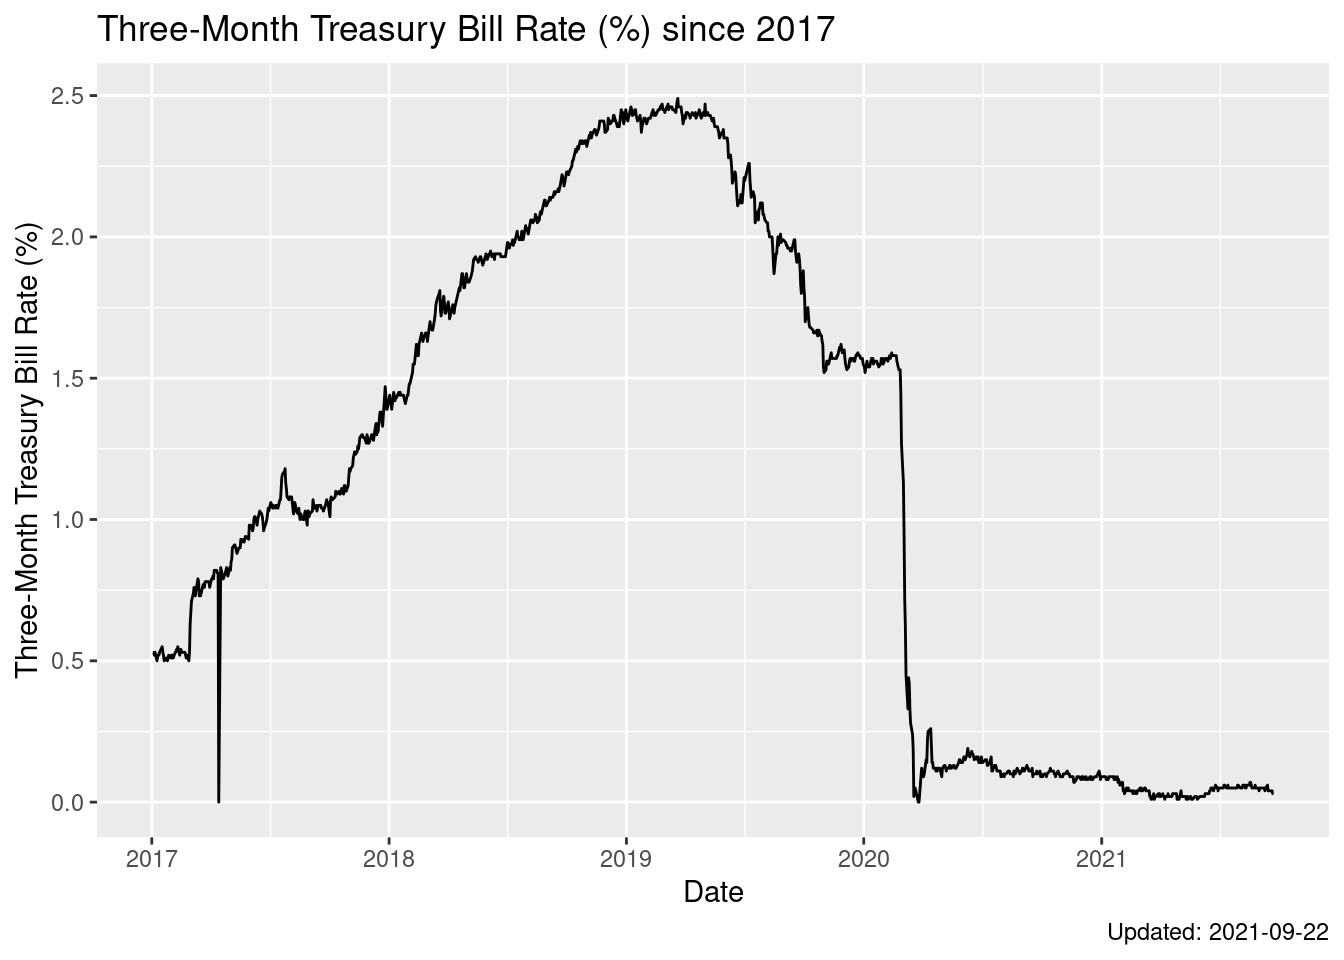 Three-Month Treasury Bill Rate (%) since 2017
Three-Month Treasury Bill Rate (%)
2.5
2.0
1.5
1.0
0.5
0.0
2017 2018 2019 2020 2021
Date
Updated: 2021-09-22